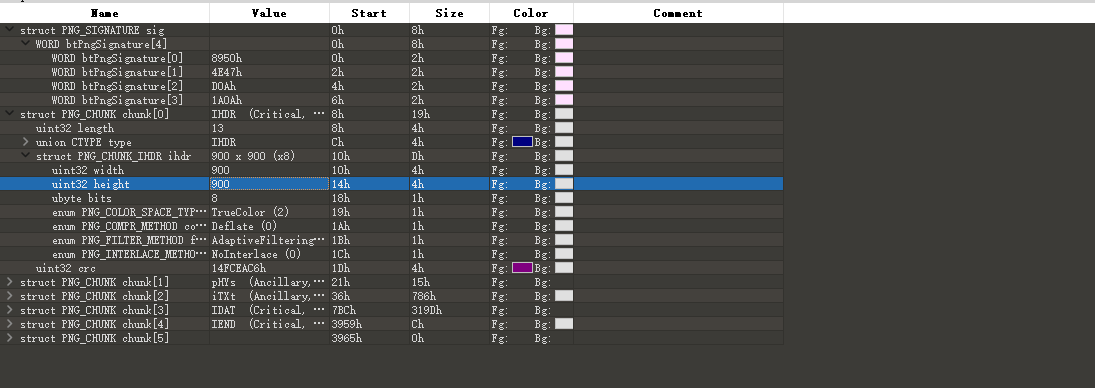 Name Value Start Size Color Comment
struct PNG_SIGNATURE sig 0h 8h Fg: Bg:
WORD btPngSignature[4] 0h 8h Fg: Bg:
WORD btPngSignature[0] 8950h 0h 2h Fg: Bg:
WORD btPngSignature[1] 4E47h 2h 2h Fg: Bg:
WORD btPngSignature[2] D0Ah 4h 2h Fg: Bg:
WORD btPngSignature[3] 1A0Ah 6h 2h Fg: Bg:
struct PNG_CHUNK chunk[0] IHDR (Critical, ··· 8h 19h Fg: Bg:
uint32 length 13 8h 4h Fg: Bg:
union CTYPE type IHDR Ch 4h Fg: Bg:
struct PNG_CHUNK_IHDR ihdr 900 x 900 (x8) 10h Dh Fg: Bg:
uint32 width 900 10h 4h Fg: Bg:
uint32 height 900 14h 4h Fg: Bg:
ubyte bits 8 18h 1h Fg: Bg:
enum PNG_COLOR_SPACE_TYP··· TrueColor (2) 19h 1h Fg: Bg:
enum PNG_COMPR_METHOD co··· Deflate (0) 1Ah 1h Fg: Bg:
enum PNG_FILTER_METHOD f··· AdaptiveFiltering··· 1Bh 1h Fg: Bg:
enum PNG_INTERLACE_METHO··· NoInterlace (0) 1Ch 1h Fg: Bg:
uint32 crc 14FCEAC6h 1Dh 4h Fg: Bg:
struct PNG_CHUNK chunk[1] pHYs (Ancillary,··· 21h 15h Fg: Bg:
struct PNG_CHUNK chunk[2] iTXt (Ancillary,··· 36h 786h Fg: Bg:
struct PNG_CHUNK chunk[3] IDAT (Critical, ··· 7BCh 319Dh Fg: Bg:
struct PNG_CHUNK chunk[4] IEND (Critical, ··· 3959h Ch Fg: Bg:
struct PNG_CHUNK chunk[5] 3965h 0h Fg: Bg: